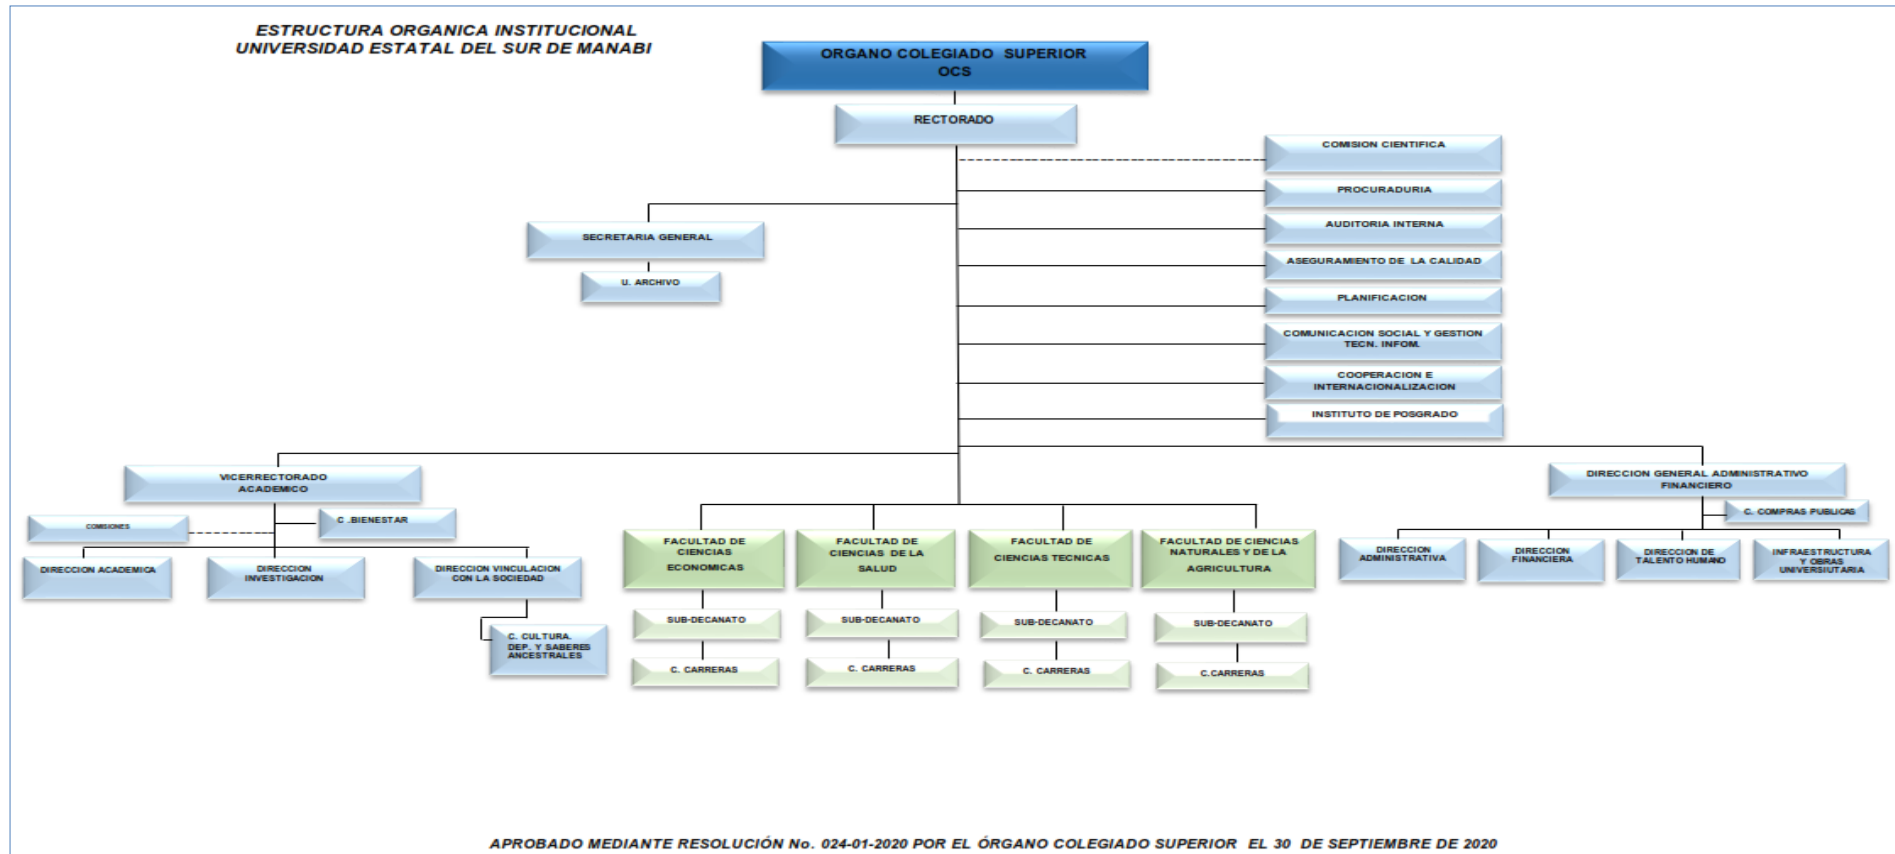 ESTRUCTURA ORGANICA INSTITUCIONAL
UNIVERSIDAD ESTATAL DEL SUR DE MANABI
ORGANO COLEGIADO SUPERIOR
OCS
RECTORADO
COMISION CIENTIFICA
PROCURADURIA
AUDITORIA INTERNA
ASEGURAMIENTO DE LA CALIDAD
PLANIFICACION
COMUNICACION SOCIAL Y GESTION
TECN. INFOM.
COOPERACION E
INTERNACIONALIZACION
INSTITUTO DE POSGRADO
SECRETARIA GENERAL
U. ARCHIVO
VICERRECTORADO
ACADEMICO
COMISIONES
C .BIENESTAR
DIRECCION ACADEMICA
DIRECCION
INVESTIGACION
DIRECCION VINCULACION
CON LA SOCIEDAD
C. CULTURA.
DEP. Y SABERES
ANCESTRALES
FACULTAD DE
CIENCIAS
ECONOMICAS
SUB-DECANATO
C. CARRERAS
FACULTAD DE
CIENCIAS DE LA
SALUD
SUB-DECANATO
C. CARRERAS
FACULTAD DE
CIENCIAS TECNICAS
SUB-DECANATO
C. CARRERAS
FACULTAD DE CIENCIAS
NATURALES Y DE LA
AGRICULTURA
SUB-DECANATO
C.CARRERAS
DIRECCION GENERAL ADMINISTRATIVO
FINANCIERO
C. COMPRAS PUBLICAS
DIRECCION
ADMINISTRATIVA
DIRECCION
FINANCIERA
DIRECCION DE
TALENTO HUMANO
INFRAESTRUCTURA
Y OBRAS
UNIVERSIUTARIA
APROBADO MEDIANTE RESOLUCIÓN No. 024-01-2020 POR EL ÓRGANO COLEGIADO SUPERIOR EL 30 DE SEPTIEMBRE DE 2020